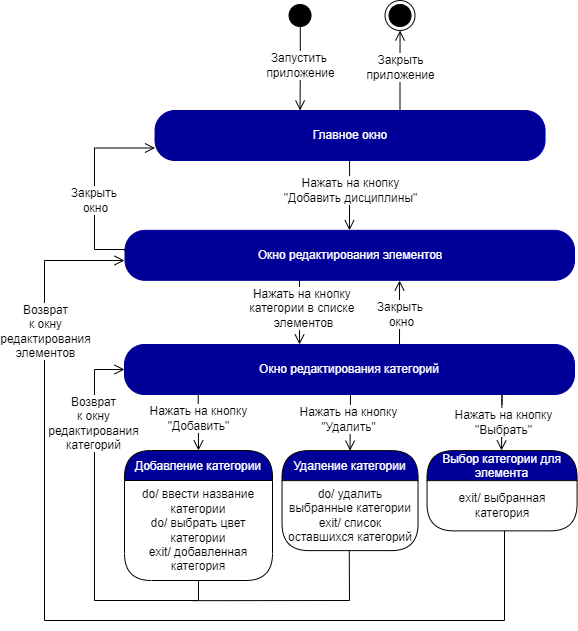 Запустить
приложение
Закрыть
приложение
Главное окно
Нажать на кнопку
"Добавить дисциплины"
Закрыть
окно
Окно редактирования элементов
Нажать на кнопку
категории в списке
элементов
Закрыть
окно
Возврат
к окну
редактирования
элементов
Окно редактирования категорий
Возврат
к окну
редактирования
категорий
Нажать на кнопку
"Добавить"
Нажать на кнопку
"Удалить"
Нажать на кнопку
"Выбрать"
Добавление категории
do/ ввести название
категории
do/ выбрать цвет
категории
exit/ добавленная
категория
Удаление категории
do/ удалить
выбранные категории
exit/ список
оставшихся категорий
Выбор категории для
элемента
exit/ выбранная
категория